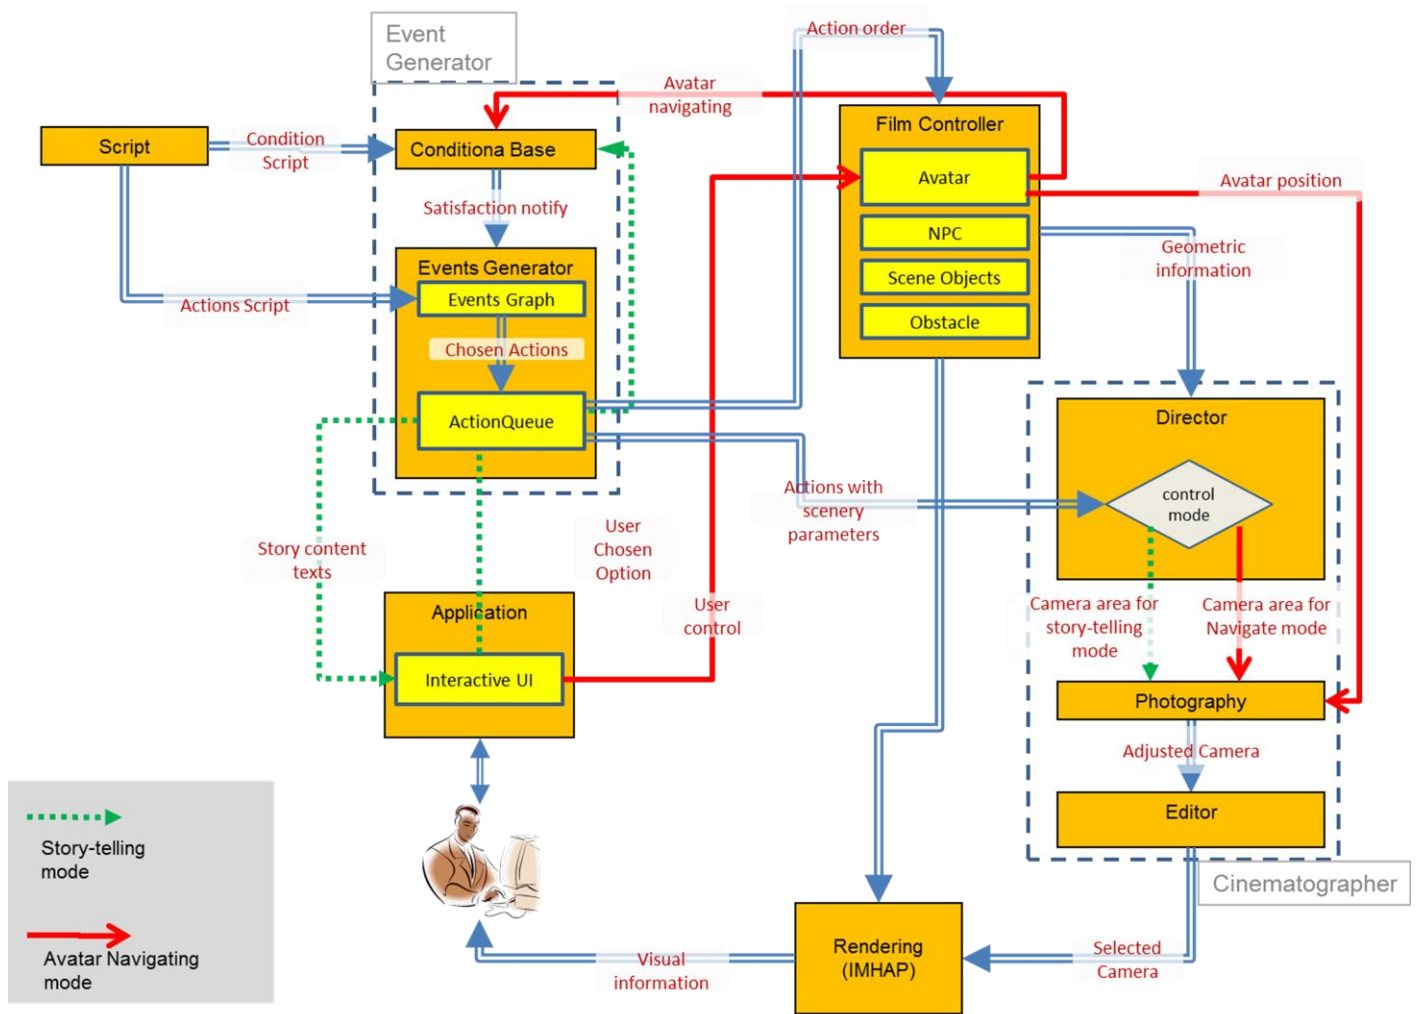 Event
Generator
Action order
Avatar
navigating
Film Controller
Script
Condition
Script
Conditiona Base
Avatar
Avatar position
Satisfaction notify
NPC
Geometric
information
Events Generator
Scene Objects
Events Graph
Actions Script
Obstacle
Chosen Actions
ActionQueue
Director
Actions with
scenery
parameters
control
mode
User
Chosen
Option
Story content
texts
Application
User
control
Camera area for
story-telling
mode
Camera area for
Navigate mode
Interactive UI
Photography
Adjusted Camera
Editor
Story-telling
mode
Cinematographer
Avatar Navigating
mode
Visual
information
Rendering
(IMHAP)
Selected
Camera